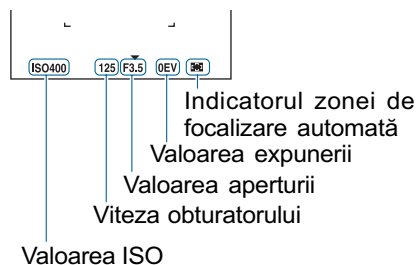 ISO400 125 F3.5 0EV
Indicatorul zonei de
focalizare automată
Valoarea expunerii
Valoarea aperturii
Viteza obturatorului
Valoarea ISO